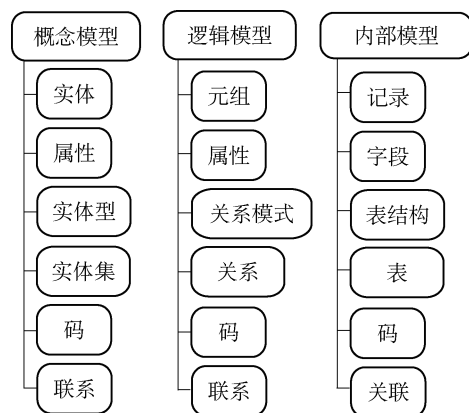 概念模型
实体
属性
实体型
实体集
码
联系
逻辑模型
元组
属性
关系模式
关系
码
联系
内部模型
记录
字段
表结构
表
码
关联